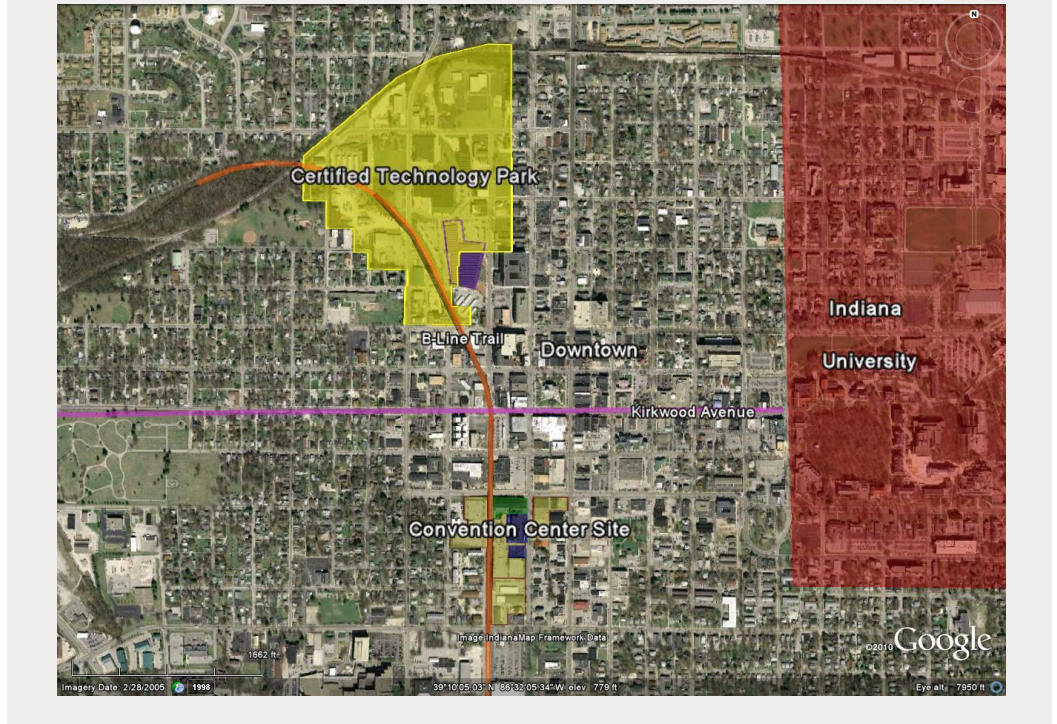 N
Certified Technology Park
Indiana
B-Line Trail
Downtown
University
Kirkwood Avenue
Convention Center Site
Image IndianaMap Framework Data
©2010 Google
1662 ft
Imagery Date: 2/28/2005
1998
39°10'05.03" N 86°32'05.34" W elev 779 ft
Eye alt 7950 ft